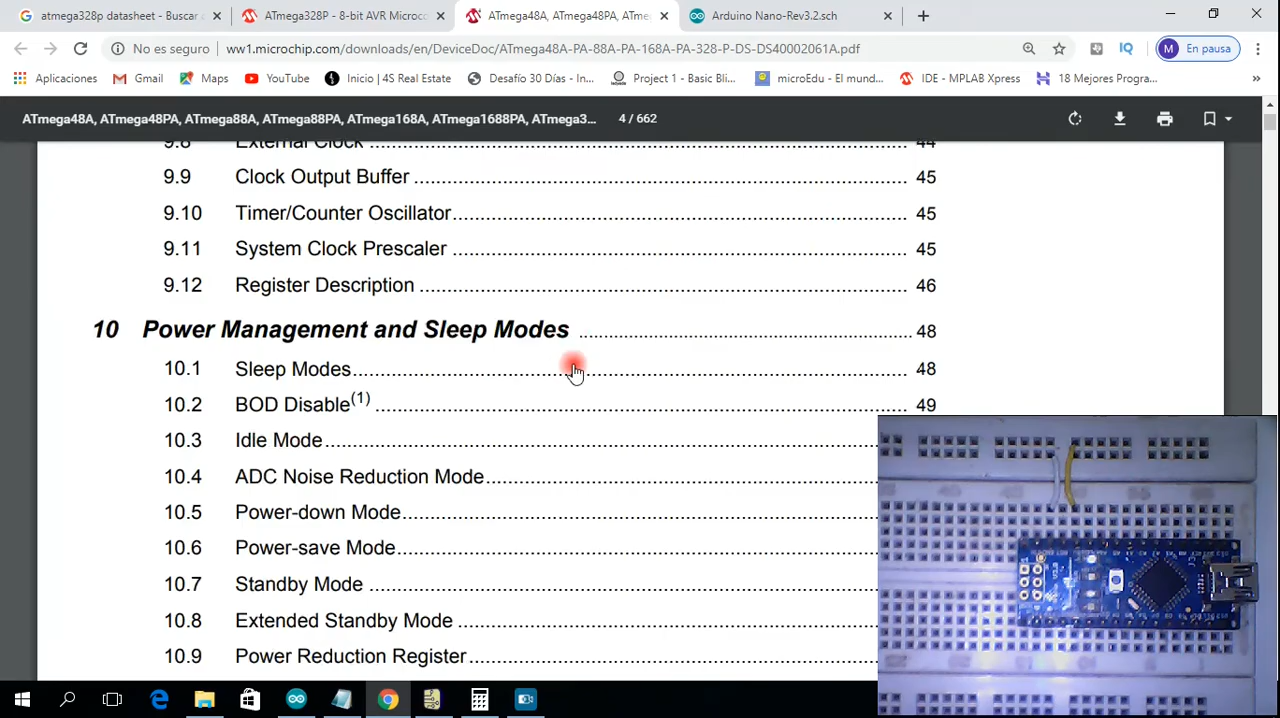 atmega328p datasheet - Buscar
ATmega328P - 8-bit AVR Microco
ATmega48A, ATmega48PA, ATme
Arduino Nano-Rev3.2.sch
No es seguro
ww1.microchip.com/downloads/en/DeviceDoc/ATmega48A-PA-88A-PA-168A-PA-328-P-DS-DS40002061A.pdf
M En pausa
Aplicaciones
Gmail
Maps
YouTube
Inicio | 4S Real Estate
Desafío 30 Días - In...
Project 1 - Basic Bli...
microEdu - El mund...
IDE - MPLAB Xpress
18 Mejores Progra...
ATmega48A, ATmega48PA, ATmega88A, ATmega88PA, ATmega168A, ATmega1688PA, ATmega3...
4 / 662
9.8 External Clock 44
9.9 Clock Output Buffer 45
9.10 Timer/Counter Oscillator 45
9.11 System Clock Prescaler 45
9.12 Register Description 46
10 Power Management and Sleep Modes 48
10.1 Sleep Modes 48
10.2 BOD Disable(1) 49
10.3 Idle Mode
10.4 ADC Noise Reduction Mode
10.5 Power-down Mode
10.6 Power-save Mode
10.7 Standby Mode
10.8 Extended Standby Mode
10.9 Power Reduction Register